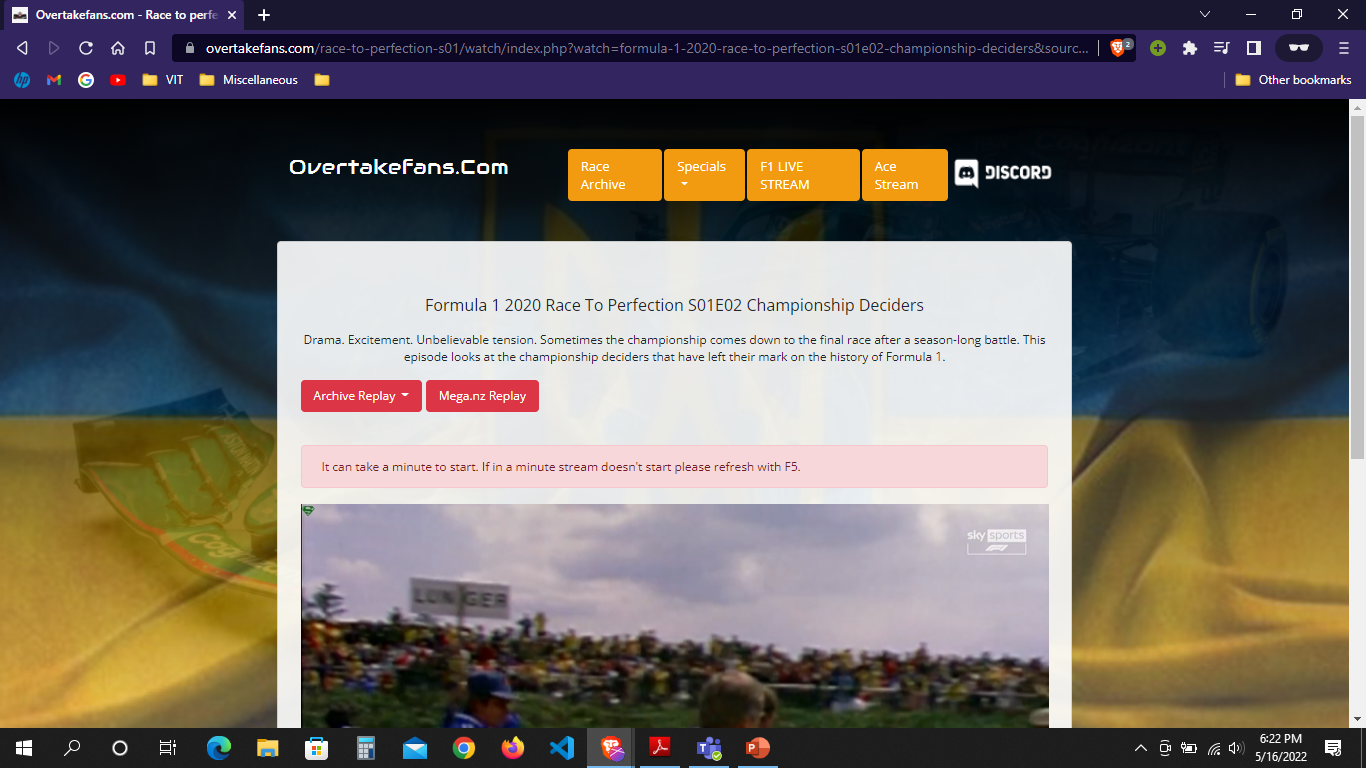 Overtakefans.com - Race to perfe
overtakefans.com/race-to-perfection-s01/watch/index.php?watch=formula-1-2020-race-to-perfection-s01e02-championship-deciders&sourc...
2
VIT
Miscellaneous
Other bookmarks
Overtakefans.Com
Race
Archive
Specials
F1 LIVE
STREAM
Ace
Stream
DISCORD
Formula 1 2020 Race To Perfection S01E02 Championship Deciders
Drama. Excitement. Unbelievable tension. Sometimes the championship comes down to the final race after a season-long battle. This
episode looks at the championship deciders that have left their mark on the history of Formula 1.
Archive Replay
Mega.nz Replay
It can take a minute to start. If in a minute stream doesn't start please refresh with F5.
sky sports
F1
LUNGER
6:22 PM
5/16/2022